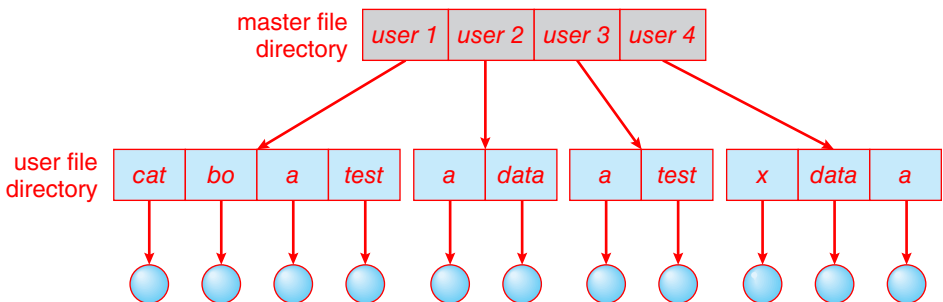 master file
directory
user 1 user 2 user 3 user 4
user file
directory
cat bo a test a data a test x data a